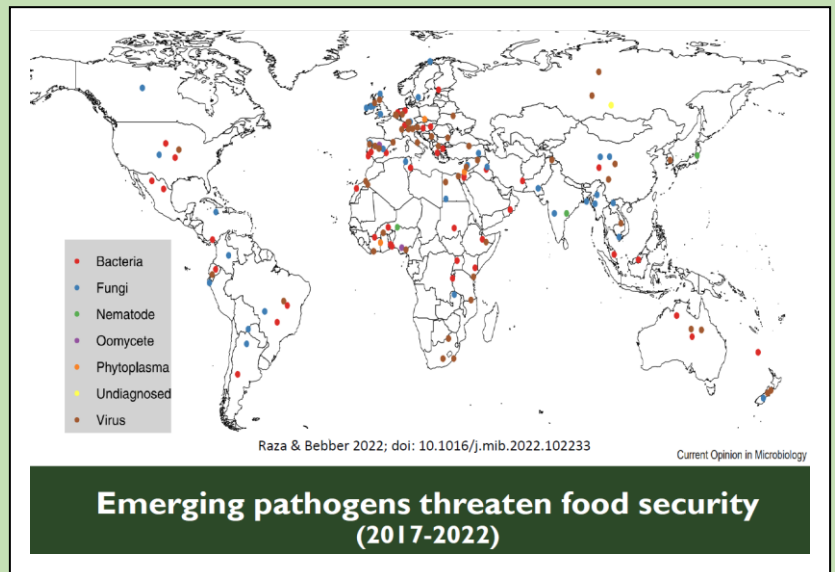 Bacteria
Fungi
Nematode
Oomycete
Phytoplasma
Undiagnosed
Virus
Raza & Bebber 2022; doi: 10.1016/j.mib.2022.102233
Current Opinion in Microbiology
Emerging pathogens threaten food security
(2017-2022)